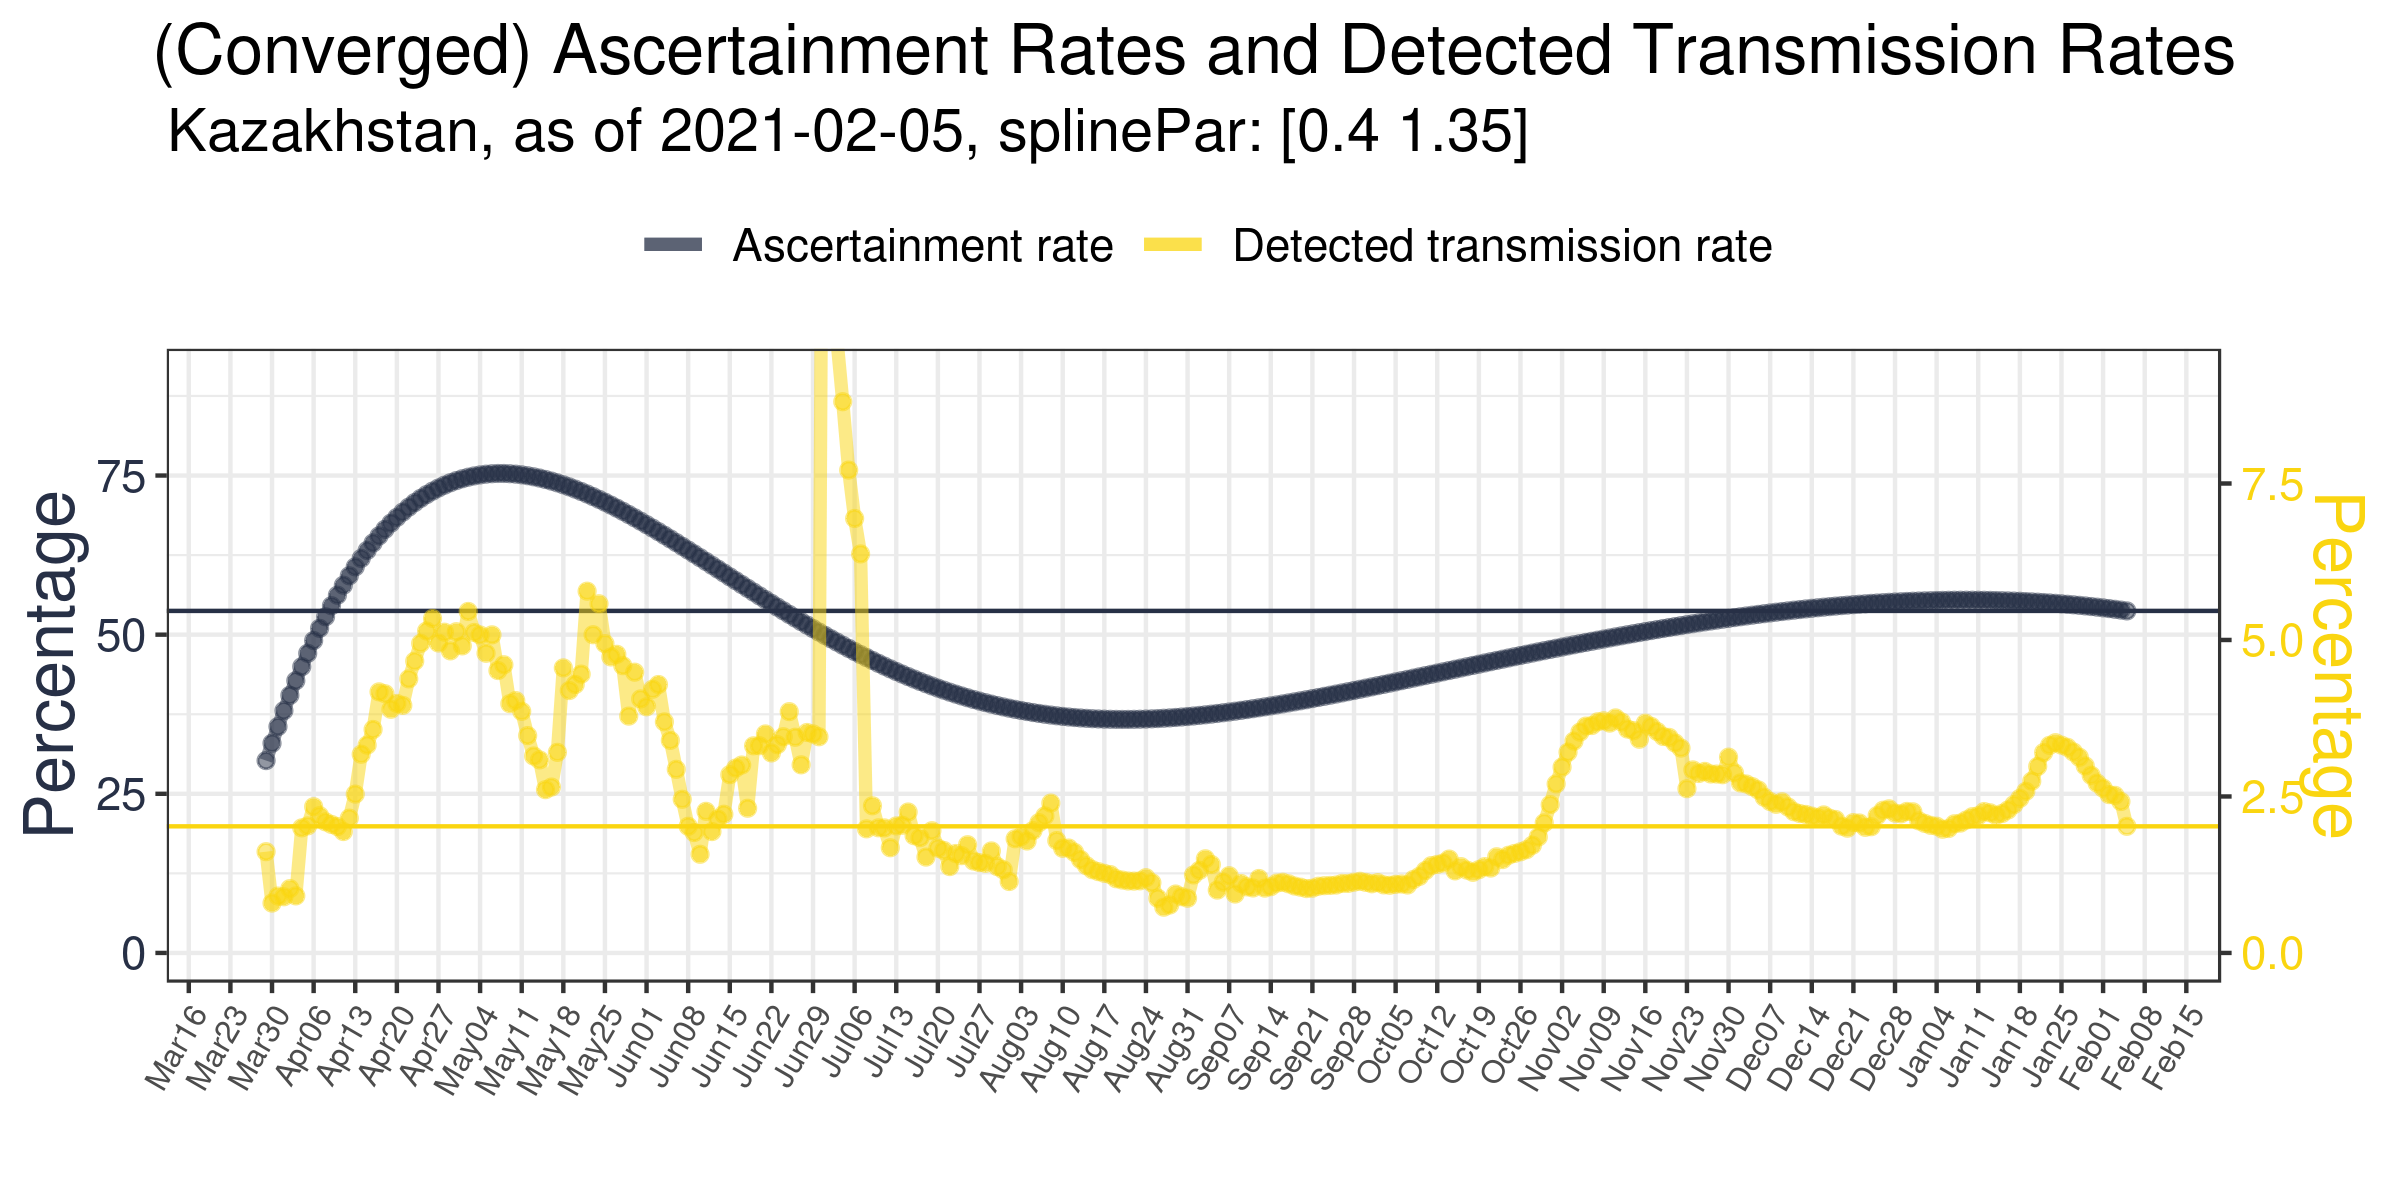 (Converged) Ascertainment Rates and Detected Transmission Rates
Kazakhstan, as of 2021-02-05, splinePar: [0.4 1.35]
Ascertainment rate
Detected transmission rate
Percentage
75
50
25
0
7.5
5.0
2.5
0.0
Percentage
Mar16
Mar23
Mar30
Apr06
Apr13
Apr20
Apr27
May04
May11
May18
May25
Jun01
Jun08
Jun15
Jun22
Jun29
Jul06
Jul13
Jul20
Jul27
Aug03
Aug10
Aug17
Aug24
Aug31
Sep07
Sep14
Sep21
Sep28
Oct05
Oct12
Oct19
Oct26
Nov02
Nov09
Nov16
Nov23
Nov30
Dec07
Dec14
Dec21
Dec28
Jan04
Jan11
Jan18
Jan25
Feb01
Feb08
Feb15